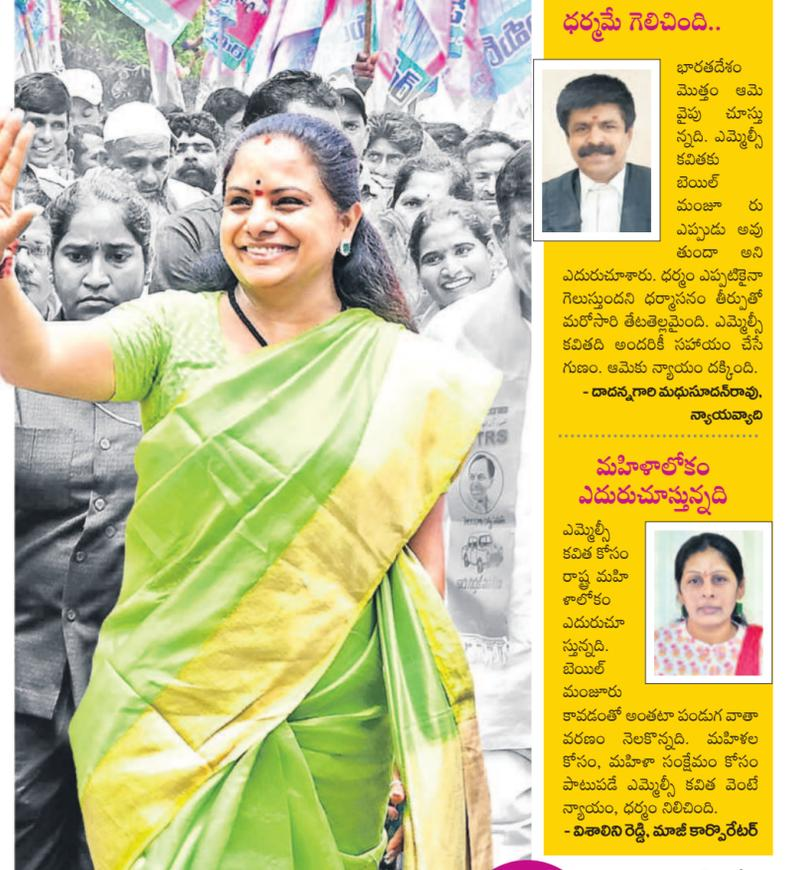 ధర్మమే గెలిచింది..
భారతదేశం
మొత్తం ఆమె
వైపు చూస్తు
న్నది. ఎమ్మెల్సీ
కవితకు
బెయిల్
మంజూ రు
ఎప్పుడు అవు
తుందా అని
ఎదురుచూశారు. ధర్మం ఎప్పటికైనా
గెలుస్తుందని ధర్మాసనం తీర్పుతో
మరోసారి తేటతెల్లమైంది. ఎమ్మెల్సీ
కవితది అందరికీ సహాయం చేసే
గుణం. ఆమెకు న్యాయం దక్కింది.
- దాదన్నగారి మధుసూదన్‌రావు,
న్యాయవ్యాది
మహిళాలోకం
ఎదురుచూస్తున్నది
ఎమ్మెల్సీ
కవిత కోసం
రాష్ట్ర మహి
ళాలోకం
ఎదురుచూ
స్తున్నది.
బెయిల్
మంజూరు
కావడంతో అంతటా పండుగ వాతా
వరణం నెలకొన్నది. మహిళల
కోసం, మహిళా సంక్షేమం కోసం
పాటుపడే ఎమ్మెల్సీ కవిత వెంటే
న్యాయం, ధర్మం నిలిచింది.
- విశాలిని రెడ్డి, మాజీ కార్పొరేటర్
TRS